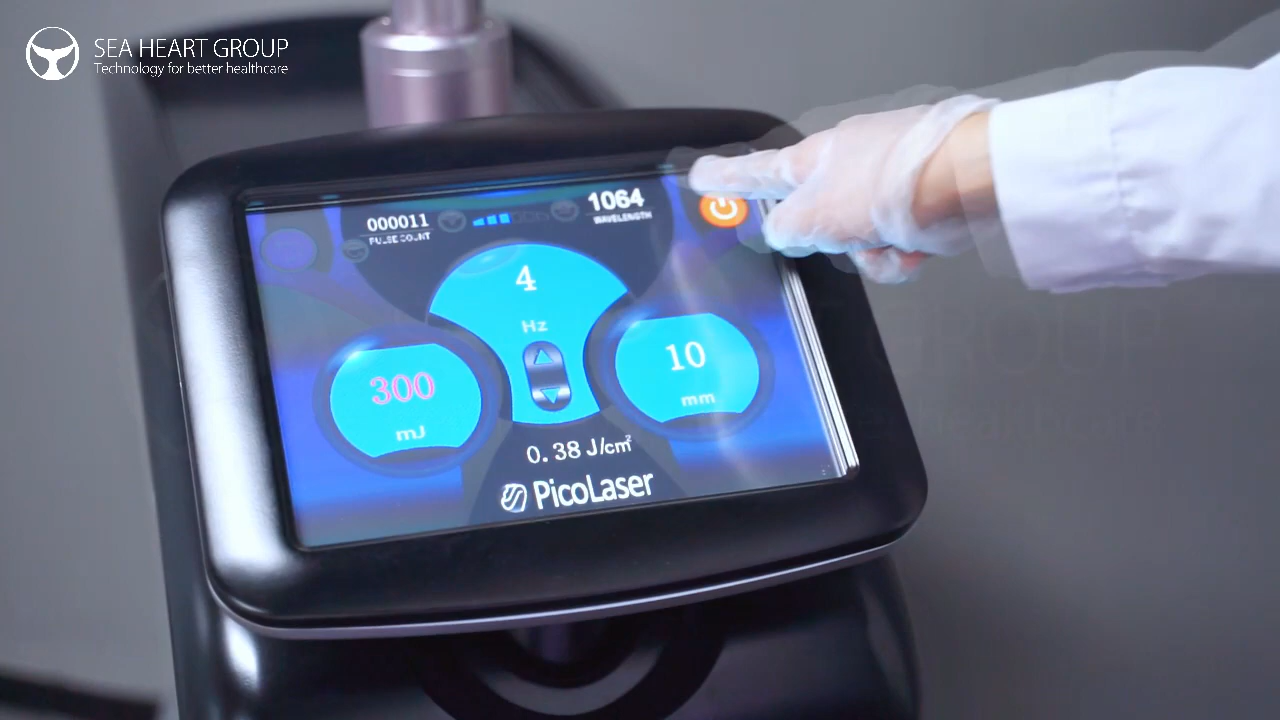 SEA HEART GROUP
Technology for better healthcare
000011
PULSE COUNT
1064
WAVELENGTH
4
Hz
300
mJ
10
mm
0.38 J/cm²
PicoLaser